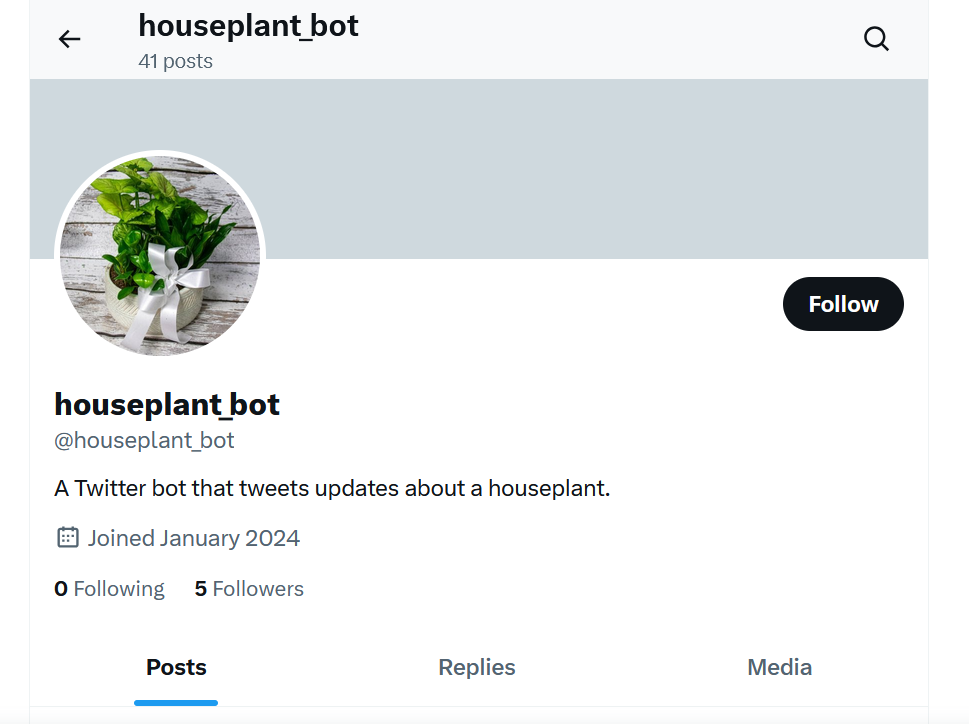 houseplant_bot
41 posts
Follow
houseplant_bot
@houseplant_bot
A Twitter bot that tweets updates about a houseplant.
Joined January 2024
0 Following 5 Followers
Posts Replies Media